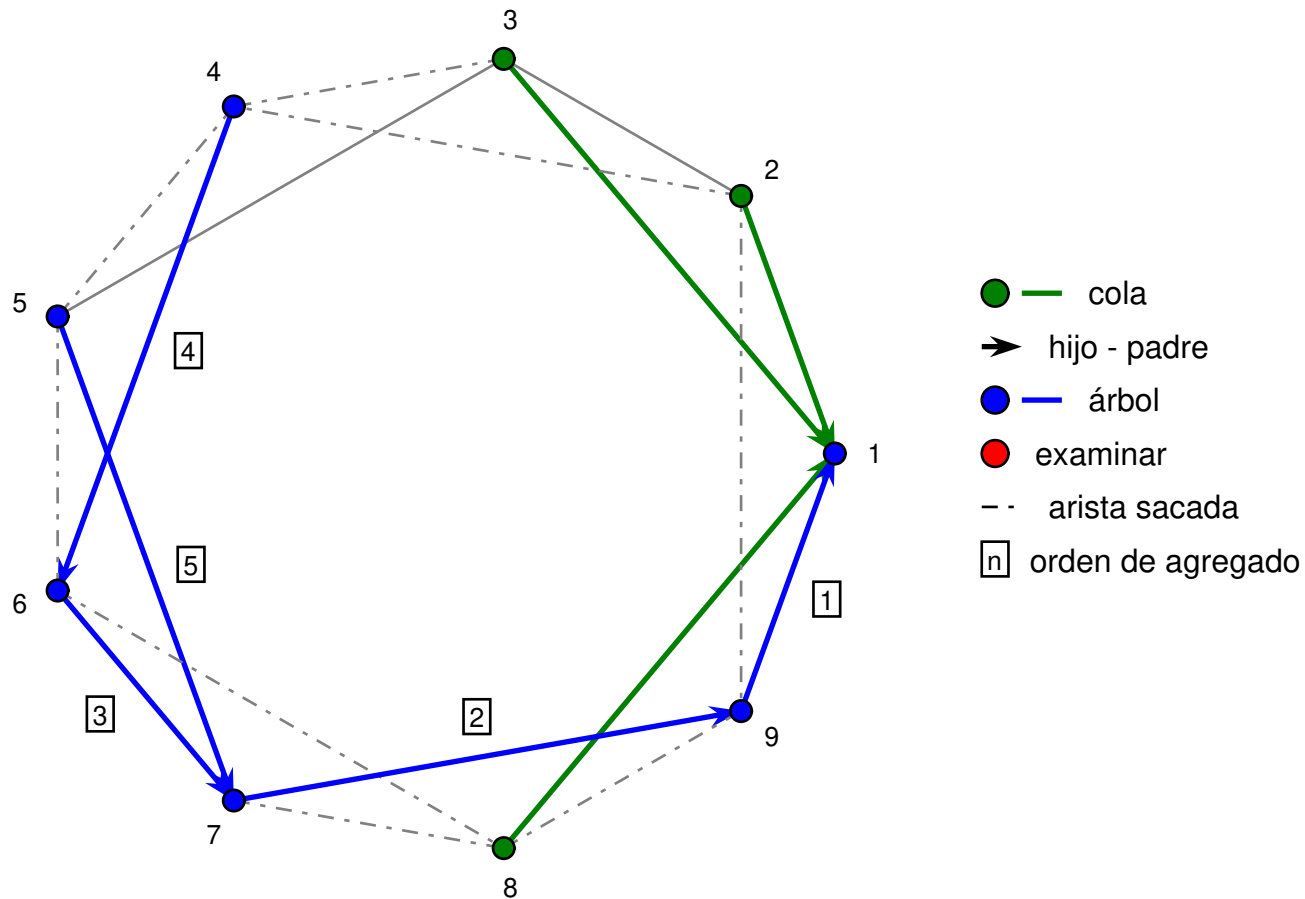 3
4
2
5
4
1
5
6
1
3
2
9
7
8
cola
hijo - padre
árbol
examinar
arista sacada
n orden de agregado